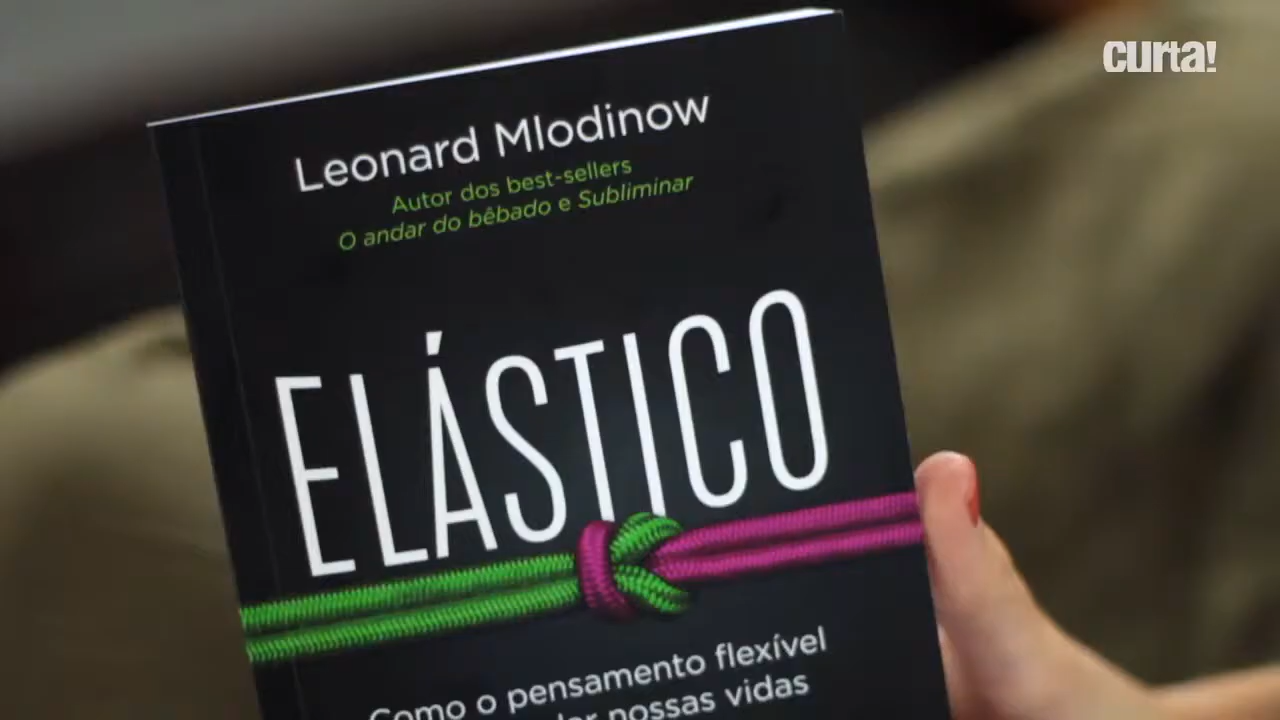 curta!
Leonard Mlodinow
Autor dos best-sellers
O andar do bêbado e Subliminar
ELÁSTICO
Como o pensamento flexível
nossas vidas